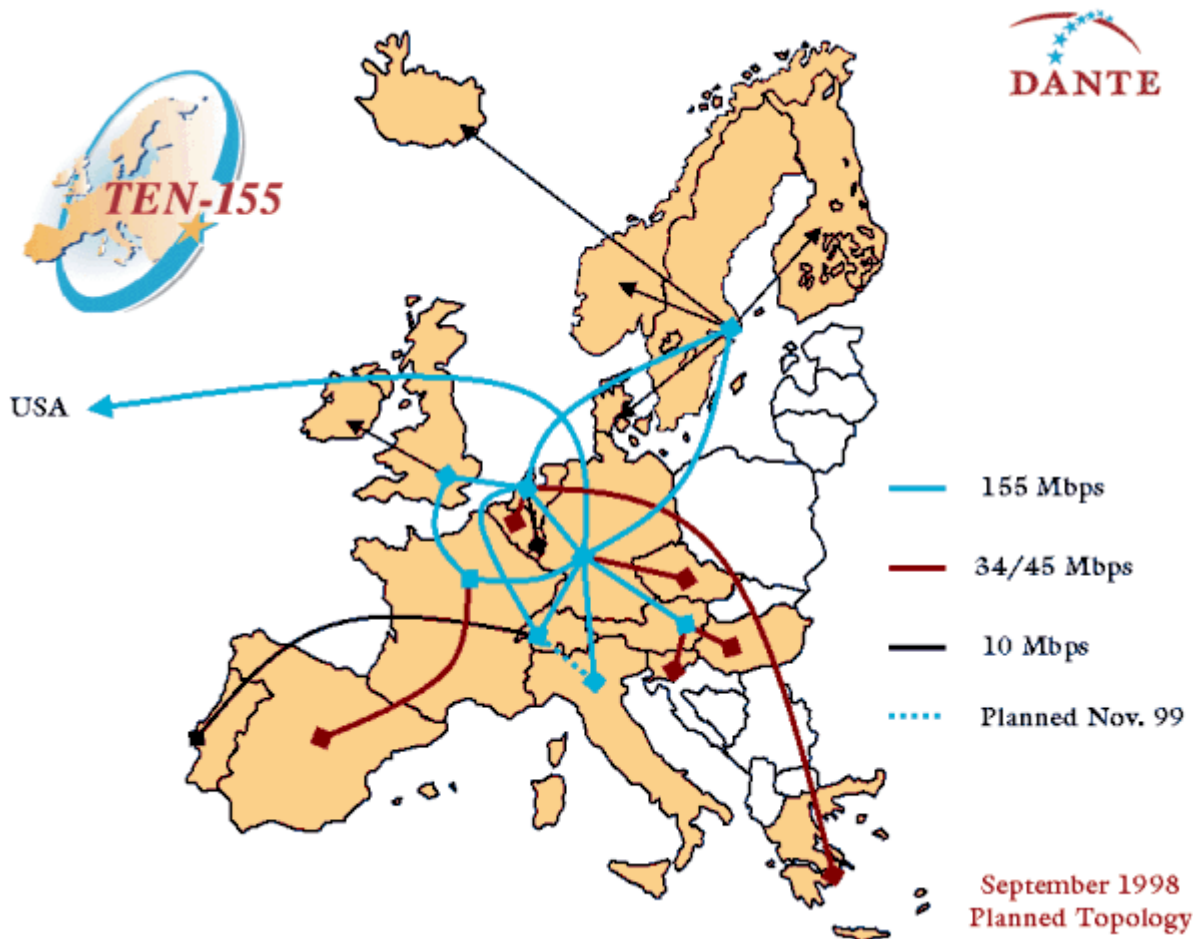 DANTE
TEN-155
USA
155 Mbps
34/45 Mbps
10 Mbps
Planned Nov. 99
September 1998
Planned Topology